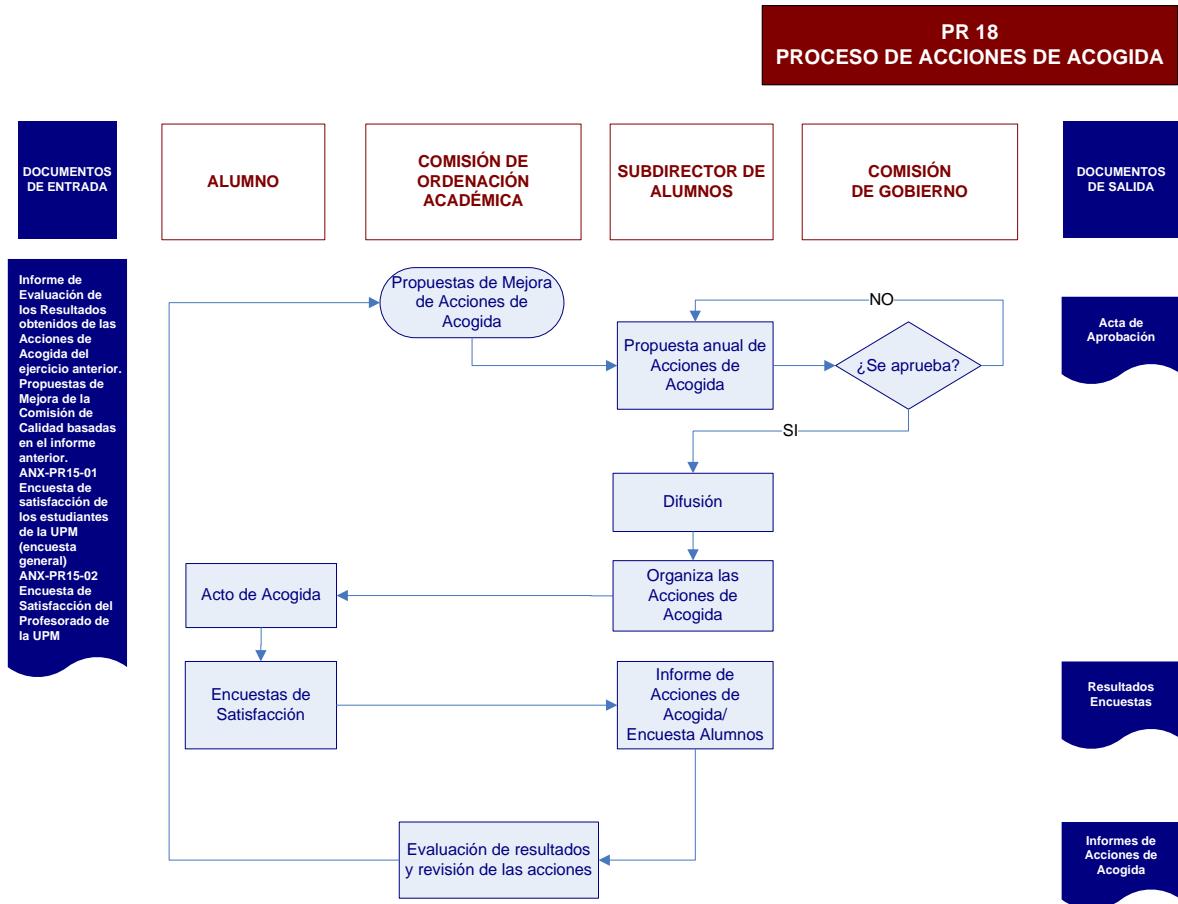 PR 18
PROCESO DE ACCIONES DE ACOGIDA
DOCUMENTOS
DE ENTRADA
ALUMNO
COMISIÓN DE
ORDENACIÓN
ACADÉMICA
SUBDIRECTOR DE
ALUMNOS
COMISIÓN
DE GOBIERNO
DOCUMENTOS
DE SALIDA
Informe de
Evaluación de
los Resultados
obtenidos de las
Acciones de
Acogida del
ejercicio anterior.
Propuestas de
Mejora de la
Comisión de
Calidad basadas
en el informe
anterior.
ANX-PR15-01
Encuesta de
satisfacción de
los estudiantes
de la UPM
(encuesta
general)
ANX-PR15-02
Encuesta de
Satisfacción del
Profesorado de
la UPM
Propuestas de Mejora
de Acciones de
Acogida
Propuesta anual de
Acciones de
Acogida
¿Se aprueba?
NO
SI
Acta de
Aprobación
Difusión
Organiza las
Acciones de
Acogida
Acto de Acogida
Encuestas de
Satisfacción
Informe de
Acciones de
Acogida/
Encuesta Alumnos
Resultados
Encuestas
Evaluación de resultados
y revisión de las acciones
Informes de
Acciones de
Acogida